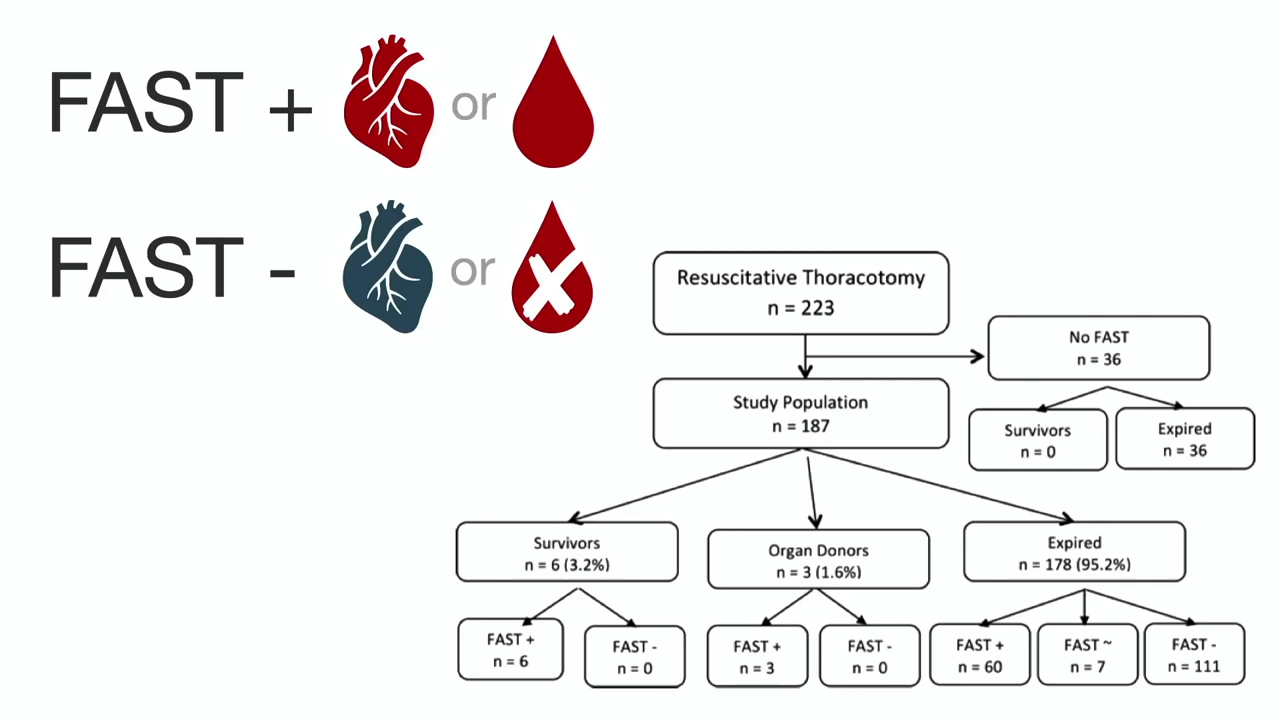 FAST + or
FAST - or
Resuscitative Thoracotomy
n = 223
No FAST
n = 36
Study Population
n = 187
Survivors
n = 0
Expired
n = 36
Survivors
n = 6 (3.2%)
Organ Donors
n = 3 (1.6%)
Expired
n = 178 (95.2%)
FAST +
n = 6
FAST -
n = 0
FAST +
n = 3
FAST -
n = 0
FAST +
n = 60
FAST ~
n = 7
FAST -
n = 111